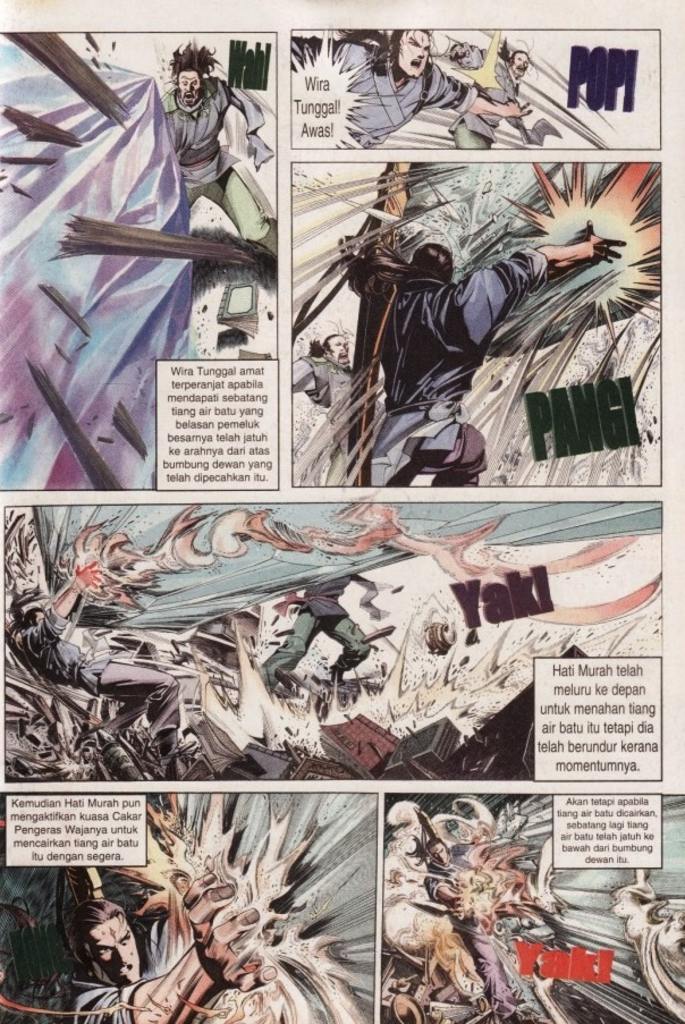 Wah!
Wira Tunggal amat
terperanjat apabila
mendapati sebatang
tiang air batu yang
belasan pemeluk
besarnya telah jatuh
ke arahnya dari atas
bumbung dewan yang
telah dipecahkan itu.
Wira
Tunggal!
Awas!
POP!
PANG!
Yak!
Hati Murah telah
meluru ke depan
untuk menahan tiang
air batu itu tetapi dia
telah berundur kerana
momentumnya.
Kemudian Hati Murah pun
mengaktifkan kuasa Cakar
Pengeras Wajanya untuk
mencairkan tiang air batu
itu dengan segera.
Akan tetapi apabila
tiang air batu dicairkan,
sebatang lagi tiang
air batu telah jatuh ke
bawah dari bumbung
dewan itu.
Yak!